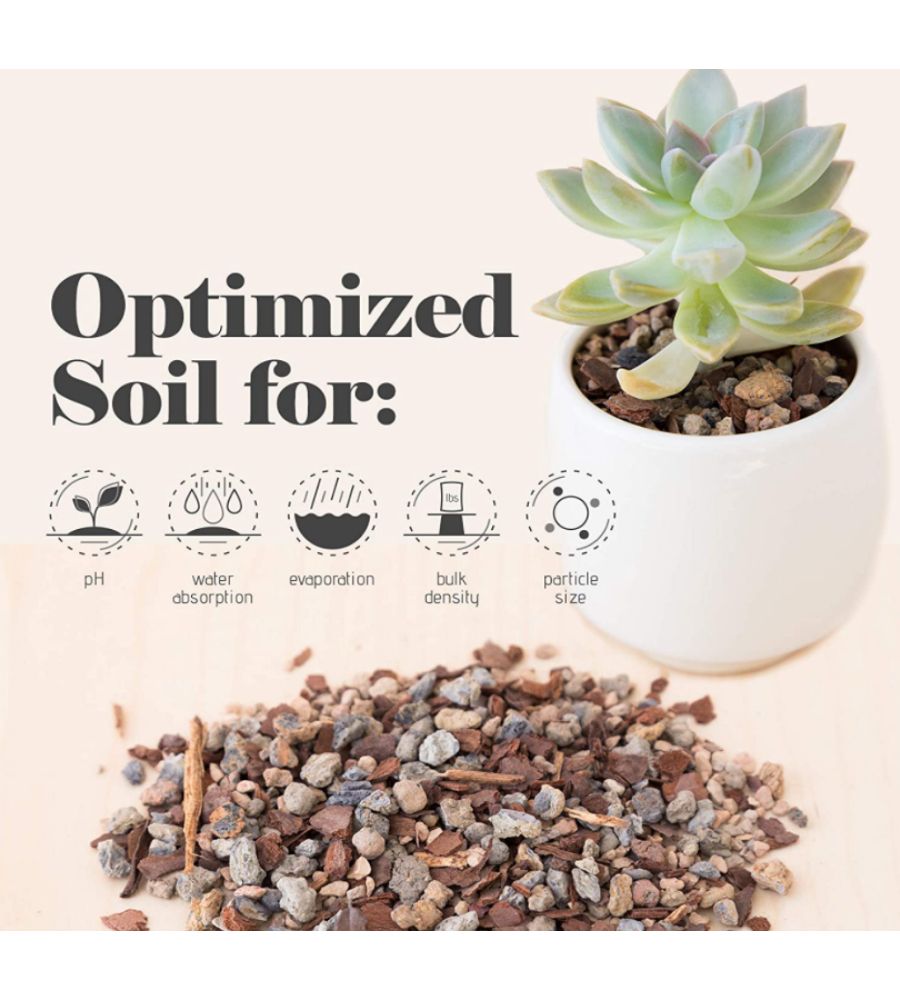 Optimized
Soil for:
lbs
pH
water
absorption
evaporation
bulk
density
particle
size